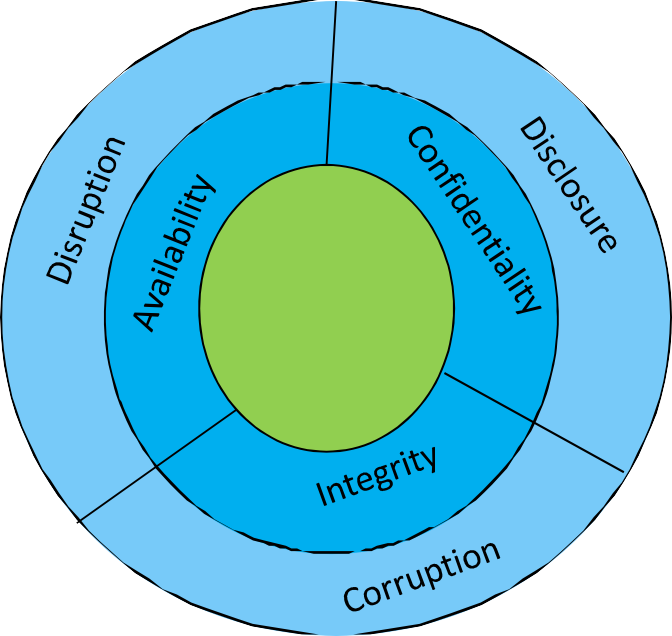 Disruption
Availability
Confidentiality
Disclosure
Integrity
Corruption